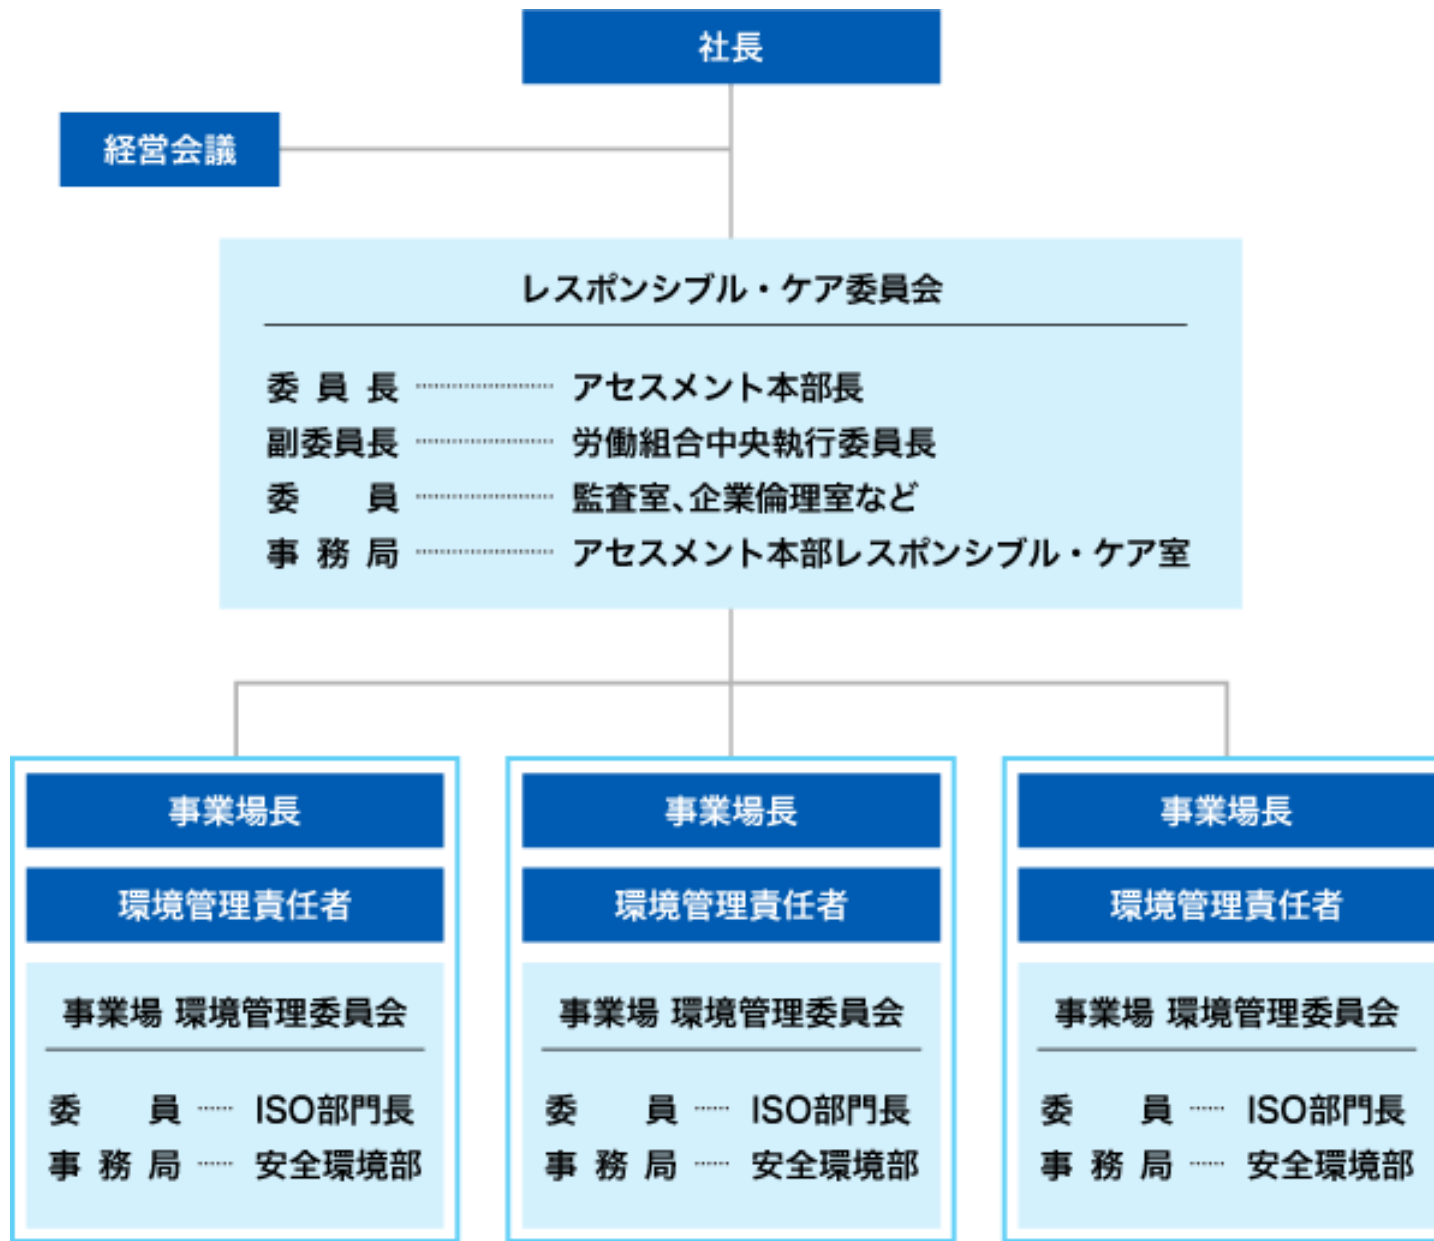 社長
経営会議
レスポンシブル・ケア委員会
委員長 アセスメント本部長
副委員長 労働組合中央執行委員長
委員 監査室、企業倫理室など
事務局 アセスメント本部レスポンシブル・ケア室
事業場長
環境管理責任者
事業場 環境管理委員会
委員 ISO部門長
事務局 安全環境部
事業場長
環境管理責任者
事業場 環境管理委員会
委員 ISO部門長
事務局 安全環境部
事業場長
環境管理責任者
事業場 環境管理委員会
委員 ISO部門長
事務局 安全環境部